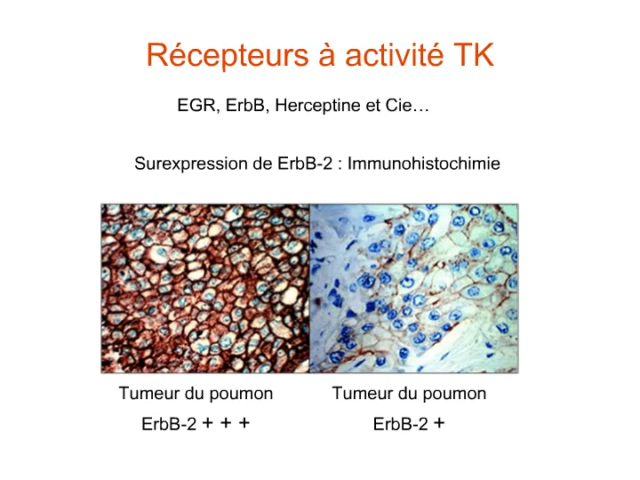 Récepteurs à activité TK
EGR, ErbB, Herceptine et Cie…
Surexpression de ErbB-2 : Immunohistochimie
Tumeur du poumon
ErbB-2 + + +
Tumeur du poumon
ErbB-2 +